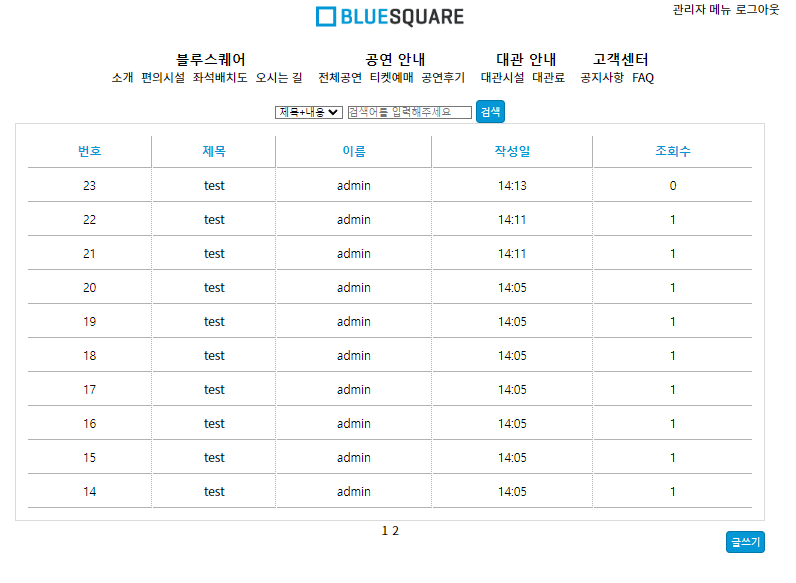 관리자 메뉴 로그아웃
BLUESQUARE
블루스퀘어 공연 안내 대관 안내 고객센터
소개 편의시설 좌석배치도 오시는 길 전체공연 티켓예매 공연후기 대관시설 대관료 공지사항 FAQ
제목+내용 검색어를 입력해주세요 검색
번호 제목 이름 작성일 조회수
23 test admin 14:13 0
22 test admin 14:11 1
21 test admin 14:11 1
20 test admin 14:05 1
19 test admin 14:05 1
18 test admin 14:05 1
17 test admin 14:05 1
16 test admin 14:05 1
15 test admin 14:05 1
14 test admin 14:05 1
1 2
글쓰기